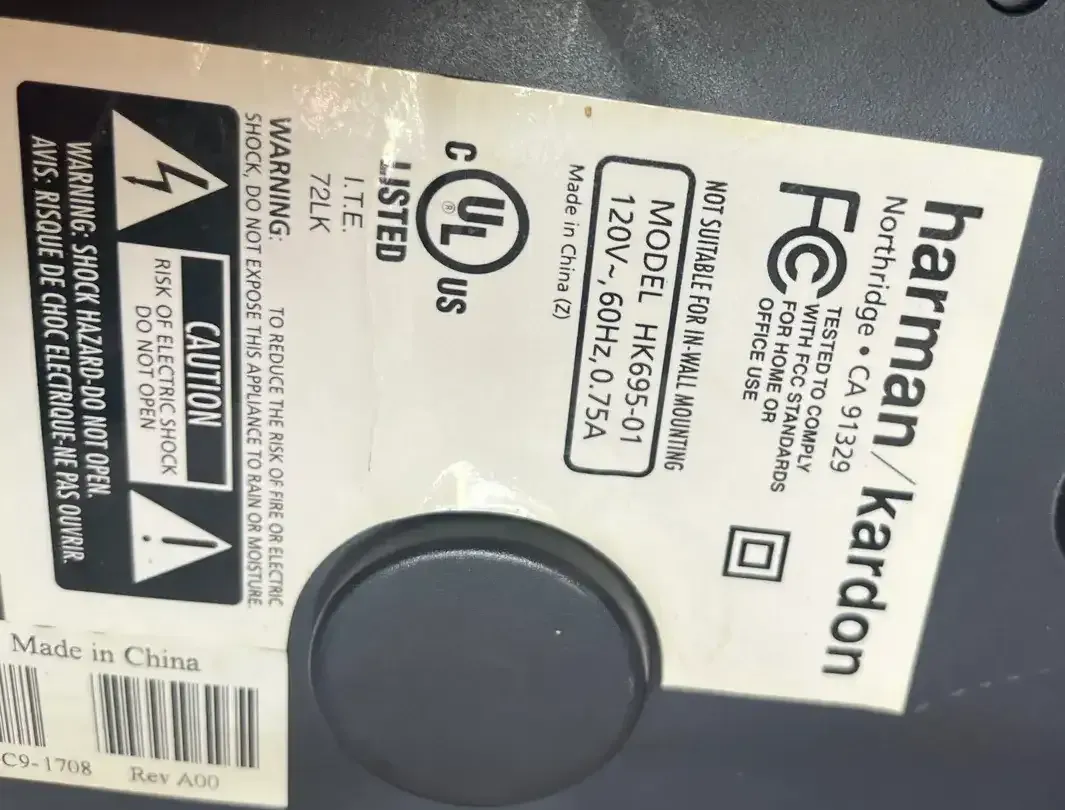 harman/kardon
Northridge • CA 91329
FC
TESTED TO COMPLY
WITH FCC STANDARDS
FOR HOME OR
OFFICE USE
NOT SUITABLE FOR IN-WALL MOUNTING
MODEL HK695-01
120V~, 60Hz, 0.75A
Made in China (Z)
C UL ® US
LISTED
I.T.E.
72LK
WARNING: TO REDUCE THE RISK OF FIRE OR ELECTRIC
SHOCK, DO NOT EXPOSE THIS APPLIANCE TO RAIN OR MOISTURE.
CAUTION
RISK OF ELECTRIC SHOCK
DO NOT OPEN
WARNING: SHOCK HAZARD-DO NOT OPEN.
AVIS: RISQUE DE CHOC ELECTRIQUE-NE PAS OUVRIR.
Made in China
C9-1708
Rev A00